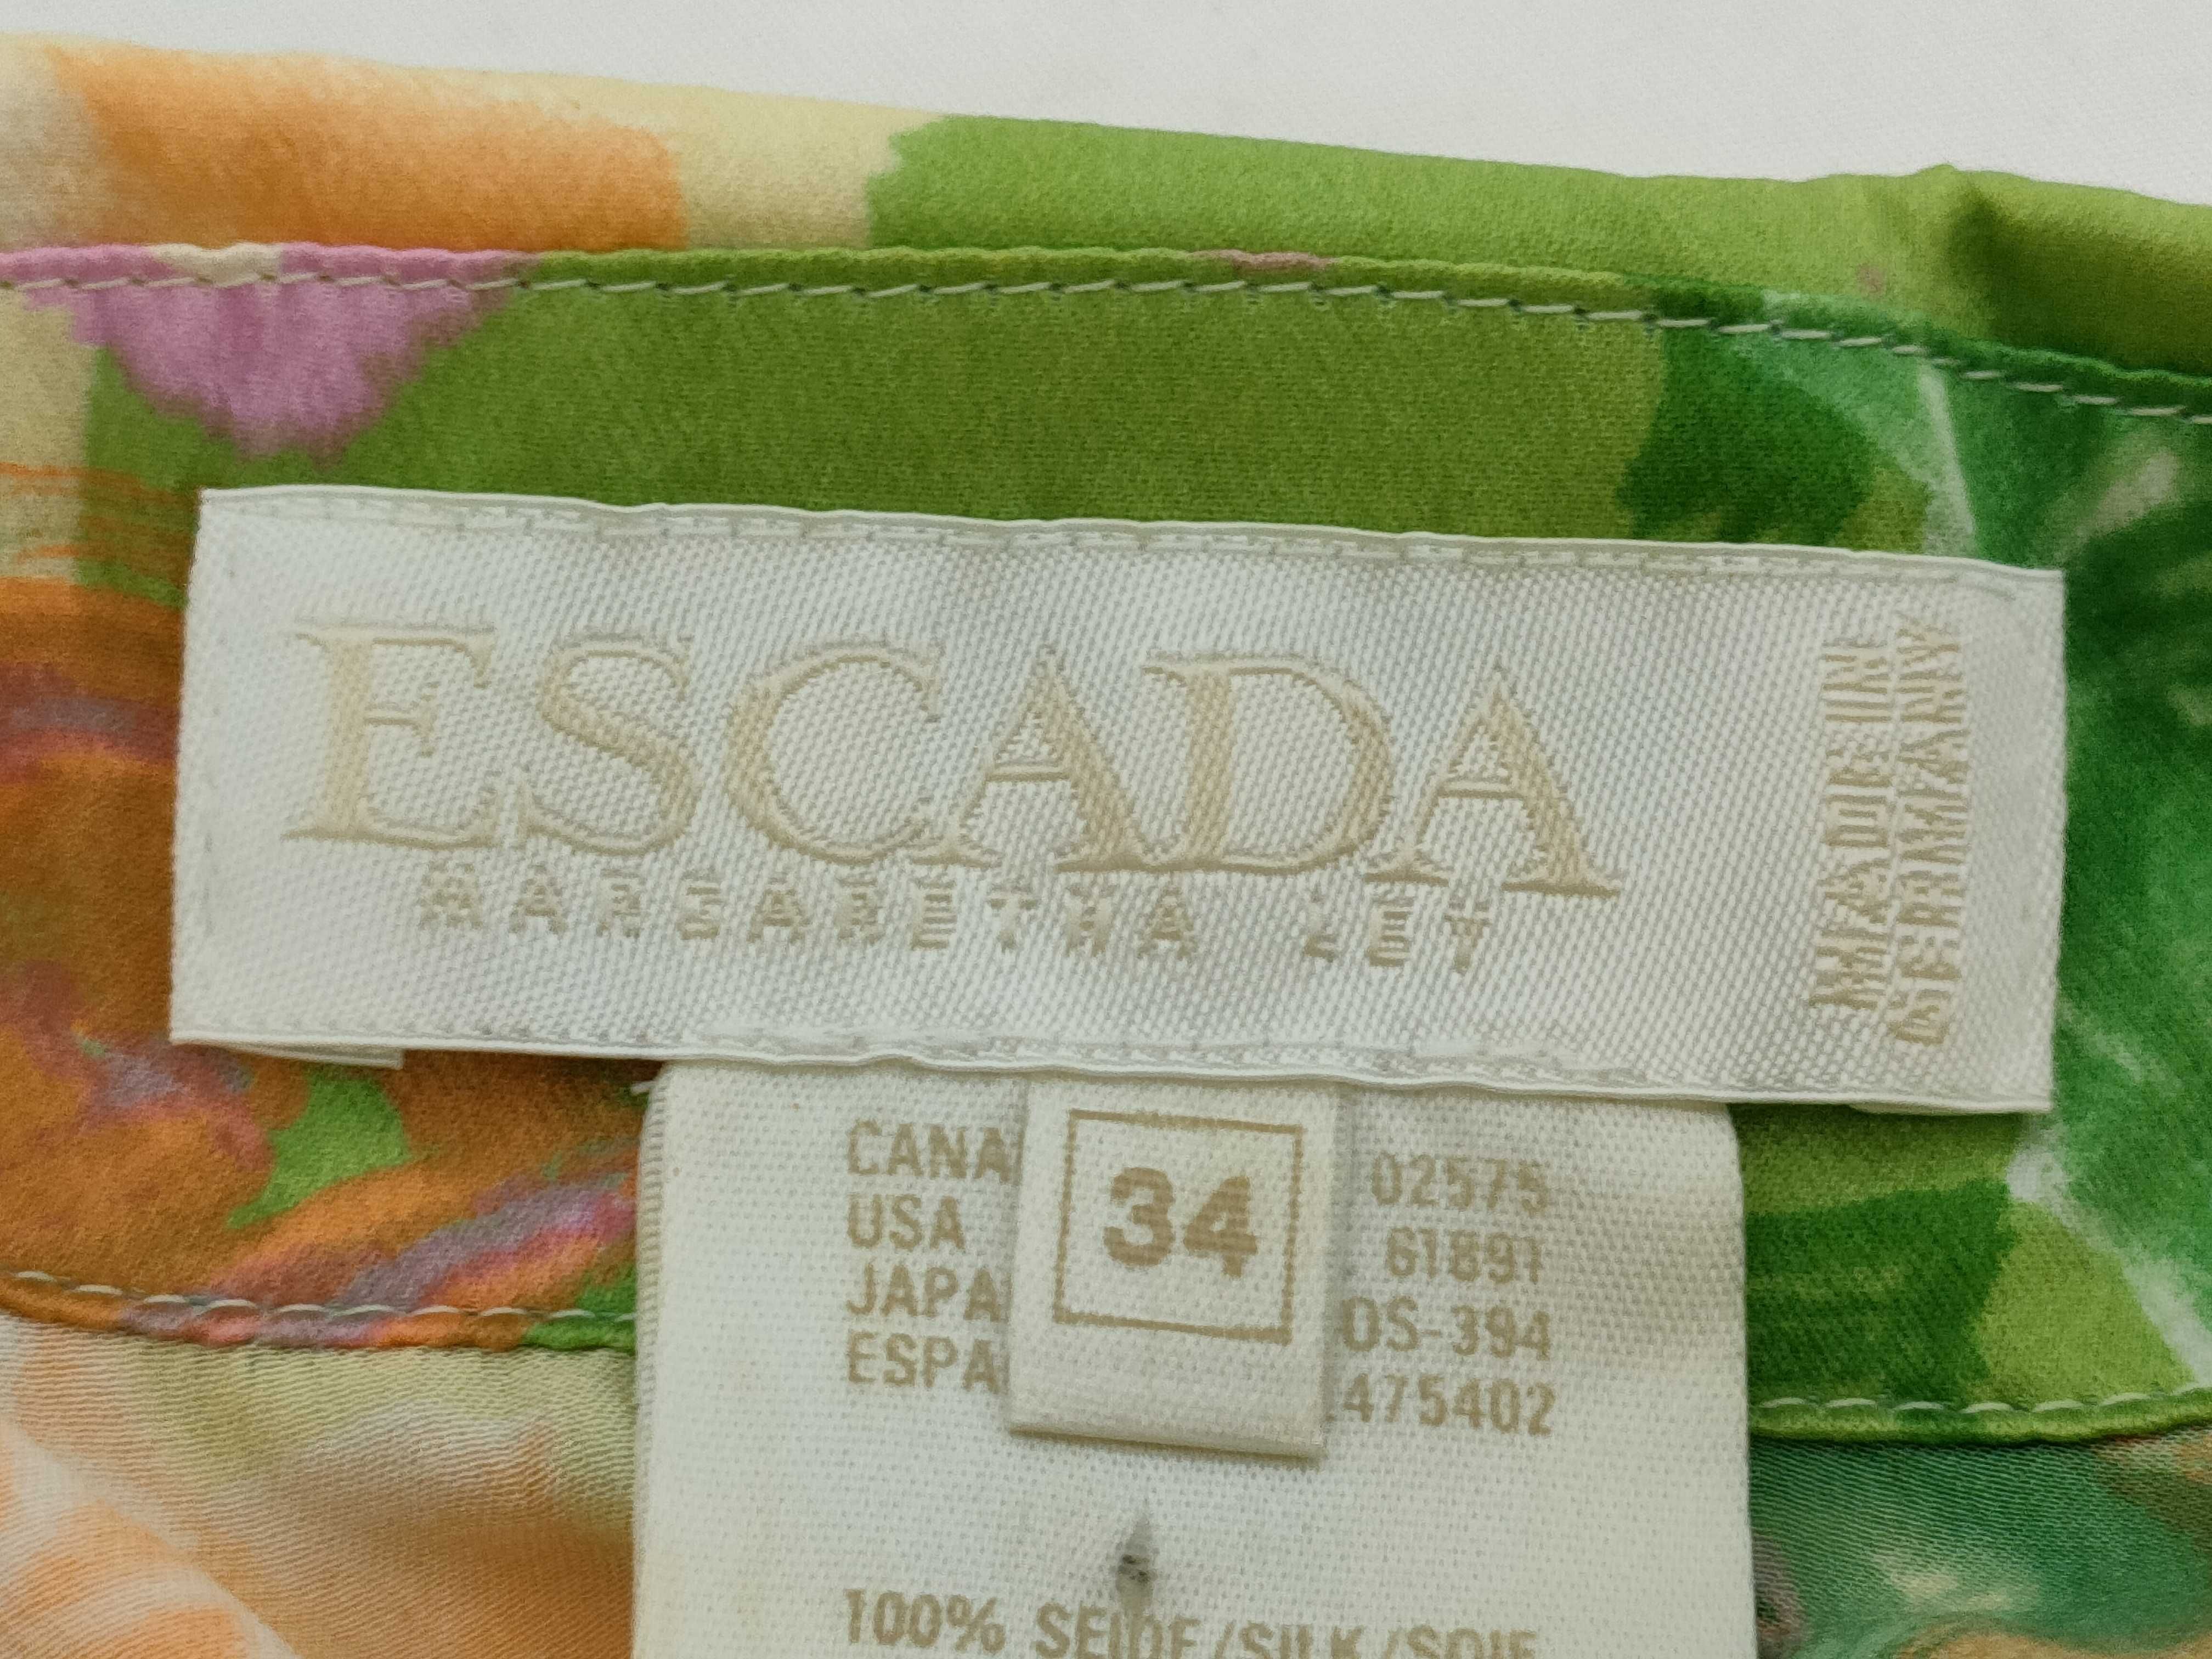 ESCADA
MARGARETHA LEY
MADE IN
GERMANY
34
CANA 02575
USA 61891
JAPA OS-394
ESPA 475402
100% SEIDE/SILK/SOIE